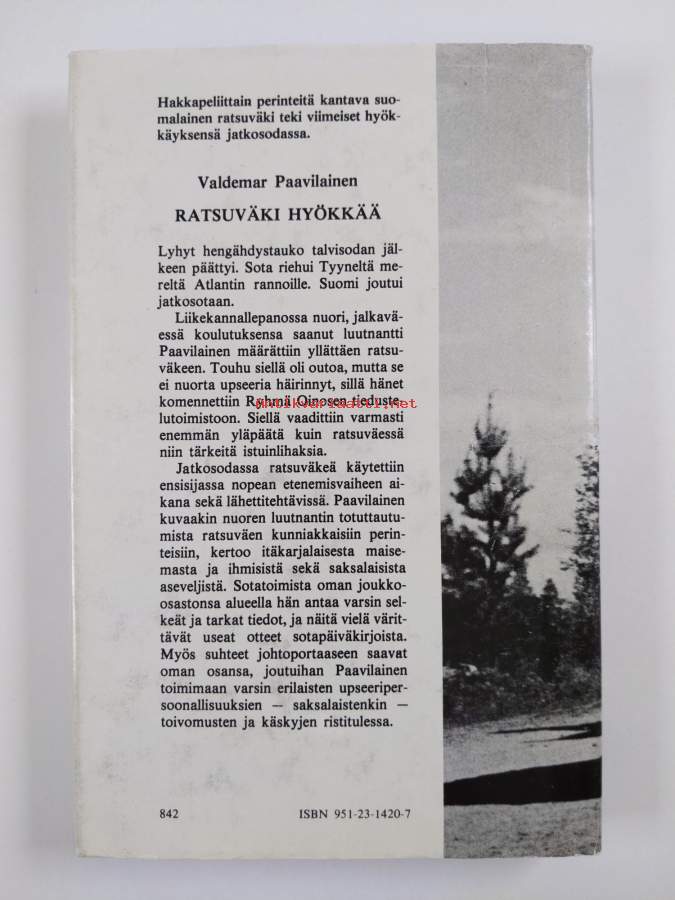 Hakkapeliittain perinteitä kantava suo-
malainen ratsuväki teki viimeiset hyök-
käyksensä jatkosodassa.
Valdemar Paavilainen
RATSUVÄKI HYÖKKÄÄ
Lyhyt hengähdystauko talvisodan jäl-
keen päättyi. Sota riehui Tyyneltä me-
reltä Atlantin rannoille. Suomi joutui
jatkosotaan.
Liikekannallepanossa nuori, jalkavä-
essä koulutuksensa saanut luutnantti
Paavilainen määrättiin yllättäen ratsu-
väkeen. Touhu siellä oli outoa, mutta se
ei nuorta upseeria häirinnyt, sillä hänet
komennettiin Ryhmä Oinosen tieduste-
lutoimistoon. Siellä vaadittiin varmasti
enemmän yläpäätä kuin ratsuväessä
niin tärkeitä istuinlihaksia.
Jatkosodassa ratsuväkeä käytettiin
ensisijassa nopean etenemisvaiheen ai-
kana sekä lähettitehtävissä. Paavilainen
kuvaakin nuoren luutnantin totuttautu-
mista ratsuväen kunniakkaisiin perin-
teisiin, kertoo itäkarjalaisesta maise-
masta ja ihmisistä sekä saksalaisista
aseveljistä. Sotatoimista oman joukko-
osastonsa alueella hän antaa varsin sel-
keät ja tarkat tiedot, ja näitä vielä värit-
tävät useat otteet sotapäiväkirjoista.
Myös suhteet johtoportaaseen saavat
oman osansa, joutuihan Paavilainen
toimimaan varsin erilaisten upseeriper-
soonallisuuksien — saksalaistenkin —
toivomusten ja käskyjen ristitulessa.
842 ISBN 951-23-1420-7
antikvariaatti.net